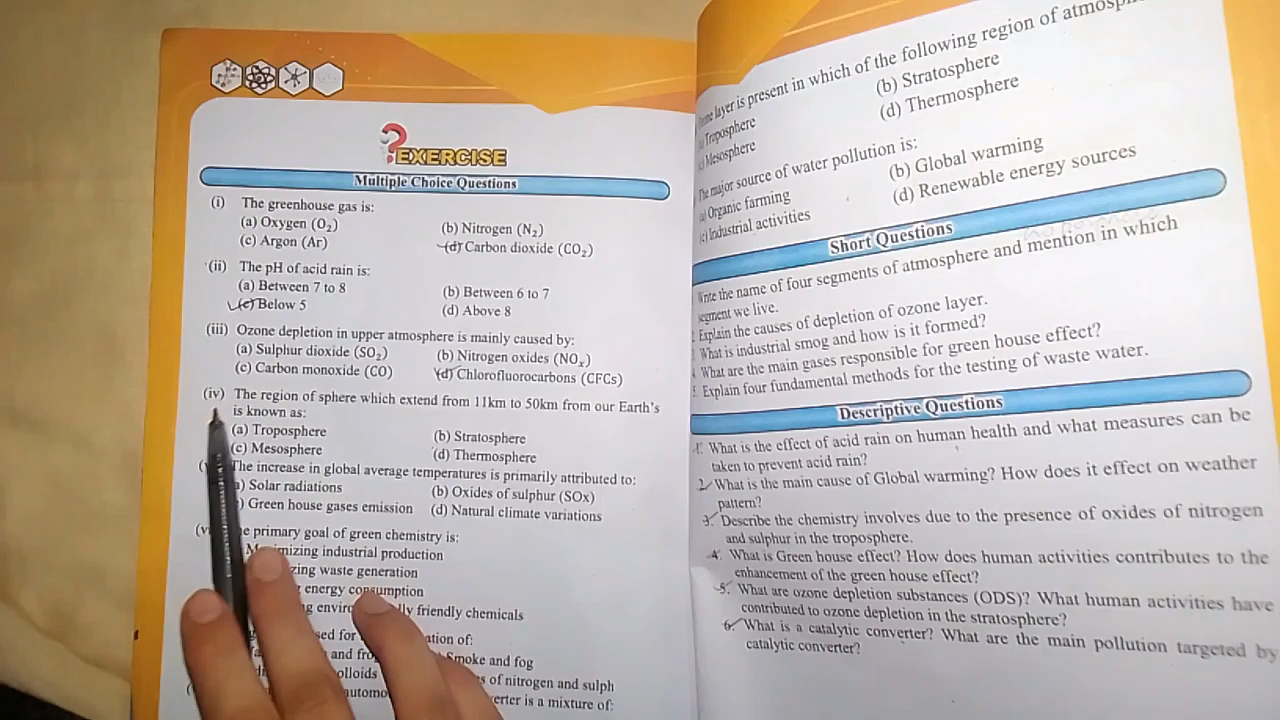 EXERCISE
Multiple Choice Questions
(i) The greenhouse gas is:
(a) Oxygen (O₂) (b) Nitrogen (N₂)
(c) Argon (Ar) (d) Carbon dioxide (CO₂)
(ii) The pH of acid rain is:
(a) Between 7 to 8 (b) Between 6 to 7
(c) Below 5 (d) Above 8
(iii) Ozone depletion in upper atmosphere is mainly caused by:
(a) Sulphur dioxide (SO₂) (b) Nitrogen oxides (NOₓ)
(c) Carbon monoxide (CO) (d) Chlorofluorocarbons (CFCs)
(iv) The region of sphere which extend from 11km to 50km from our Earth's
is known as:
(a) Troposphere (b) Stratosphere
(c) Mesosphere (d) Thermosphere
The increase in global average temperatures is primarily attributed to:
Solar radiations (b) Oxides of sulphur (SOx)
Green house gases emission (d) Natural climate variations
primary goal of green chemistry is:
industrial production
waste generation
energy consumption
friendly chemicals
of:
and Smoke and fog
of nitrogen and
is a mixture of:
layer is present in which of the following region of
Troposphere (b) Stratosphere
Mesosphere (d) Thermosphere
major source of water pollution is:
Organic farming (b) Global warming
Industrial activities (d) Renewable energy sources
Short Questions
Write the name of four segments of atmosphere and mention in which
segment we live.
Explain the causes of depletion of ozone layer.
What is industrial smog and how is it formed?
What are the main gases responsible for green house effect?
Explain four fundamental methods for the testing of waste water.
Descriptive Questions
1. What is the effect of acid rain on human health and what measures can be
taken to prevent acid rain?
2. What is the main cause of Global warming? How does it effect on weather
pattern?
3. Describe the chemistry involves due to the presence of oxides of nitrogen
and sulphur in the troposphere.
4. What is Green house effect? How does human activities contributes to the
enhancement of the green house effect?
5. What are ozone depletion substances (ODS)? What human activities have
contributed to ozone depletion in the stratosphere?
6. What is a catalytic converter? What are the main pollution targeted by
catalytic converter?